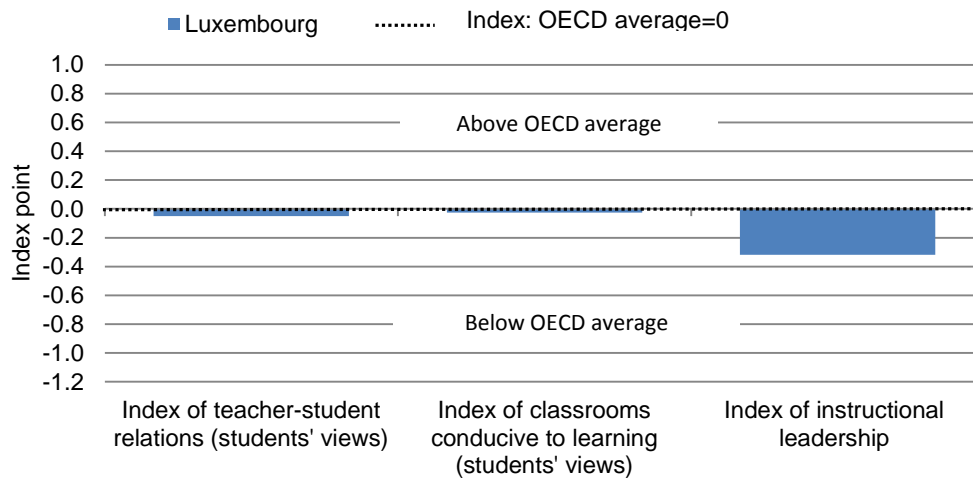 Luxembourg
Index: OECD average=0
Index point
1.0
0.8
0.6
0.4
0.2
0.0
-0.2
-0.4
-0.6
-0.8
-1.0
-1.2
Above OECD average
Below OECD average
Index of teacher-student
relations (students' views)
Index of classrooms
conducive to learning
(students' views)
Index of instructional
leadership